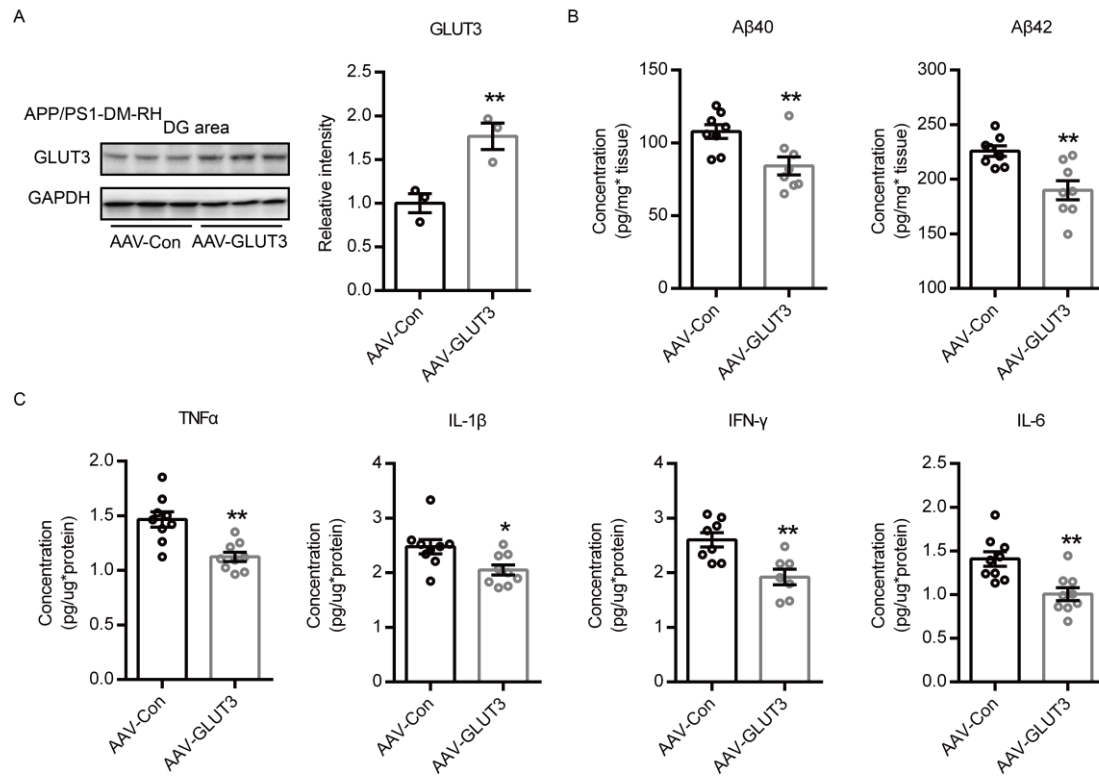 A
GLUT3
APP/PS1-DM-RH
DG area
GLUT3
GAPDH
AAV-Con AAV-GLUT3
Releative intensity
2.5
2.0
1.5
1.0
0.5
0.0
**
AAV-Con
AAV-GLUT3
B
Aβ40
Concentration
(pg/mg* tissue)
150
100
50
0
**
AAV-Con
AAV-GLUT3
Aβ42
Concentration
(pg/mg* tissue)
300
250
200
150
100
**
AAV-Con
AAV-GLUT3
C
TNFα
Concentration
(pg/ug*protein)
2.0
1.5
1.0
0.5
0.0
**
AAV-Con
AAV-GLUT3
IL-1β
Concentration
(pg/ug*protein)
4
3
2
1
0
*
AAV-Con
AAV-GLUT3
IFN-γ
Concentration
(pg/ug*protein)
4
3
2
1
0
**
AAV-Con
AAV-GLUT3
IL-6
Concentration
(pg/ug*protein)
2.5
2.0
1.5
1.0
0.5
0.0
**
AAV-Con
AAV-GLUT3